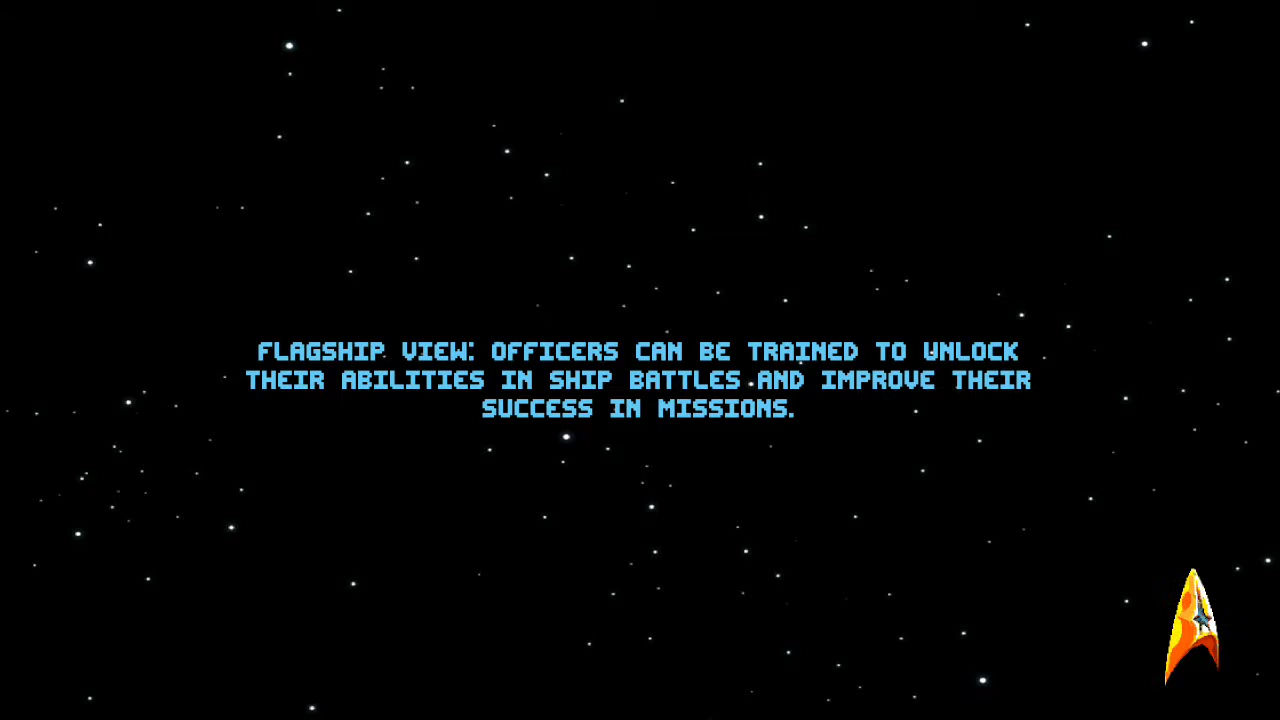 FLAGSHIP VIEW: OFFICERS CAN BE TRAINED TO UNLOCK
THEIR ABILITIES IN SHIP BATTLES AND IMPROVE THEIR
SUCCESS IN MISSIONS.